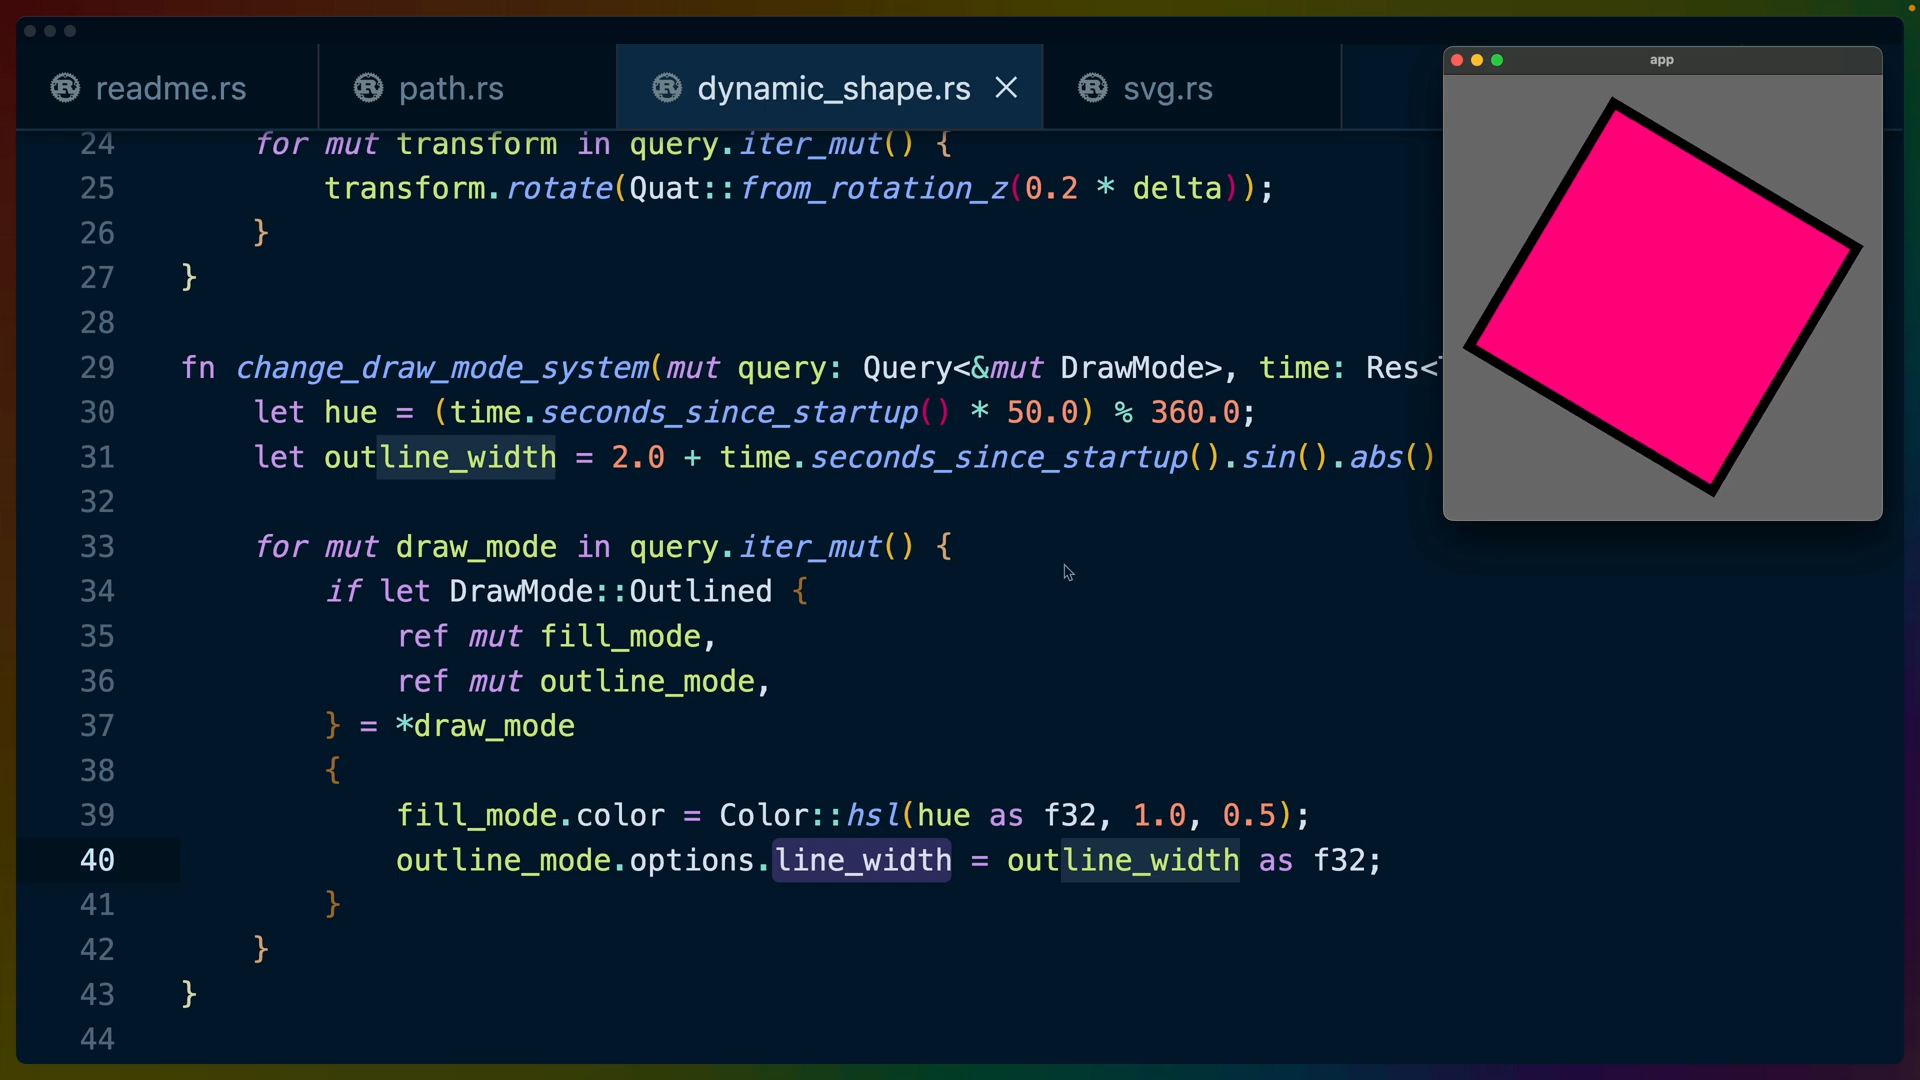 readme.rs
path.rs
dynamic_shape.rs
svg.rs
app
24 for mut transform in query.iter_mut() {
25 transform.rotate(Quat::from_rotation_z(0.2 * delta));
26 }
27 }
28
29 fn change_draw_mode_system(mut query: Query<&mut DrawMode>, time: Res<
30 let hue = (time.seconds_since_startup() * 50.0) % 360.0;
31 let outline_width = 2.0 + time.seconds_since_startup().sin().abs()
32
33 for mut draw_mode in query.iter_mut() {
34 if let DrawMode::Outlined {
35 ref mut fill_mode,
36 ref mut outline_mode,
37 } = *draw_mode
38 {
39 fill_mode.color = Color::hsl(hue as f32, 1.0, 0.5);
40 outline_mode.options.line_width = outline_width as f32;
41 }
42 }
43 }
44